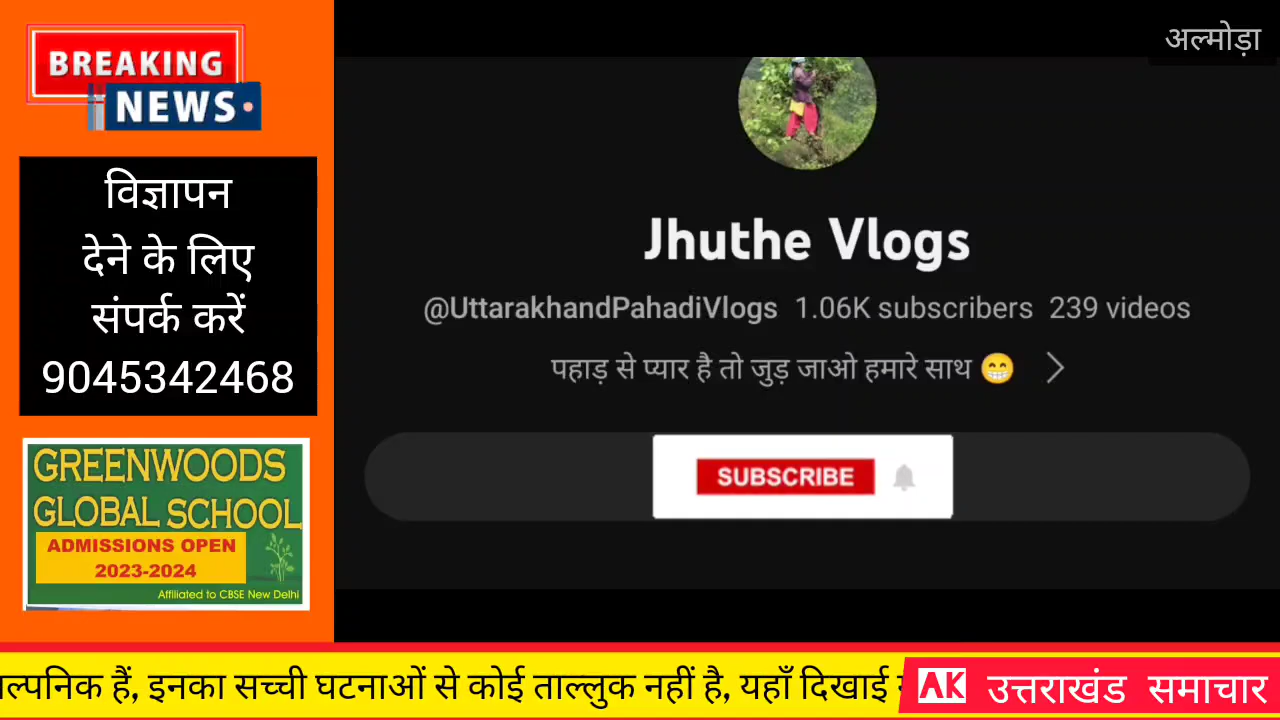 BREAKING
NEWS
विज्ञापन
देने के लिए
संपर्क करें
9045342468
GREENWOODS
GLOBAL SCHOOL
ADMISSIONS OPEN
2023-2024
Affiliated to CBSE New Delhi
अल्मोड़ा
Jhuthe Vlogs
@UttarakhandPahadiVlogs 1.06K subscribers 239 videos
पहाड़ से प्यार है तो जुड़ जाओ हमारे साथ 😁
SUBSCRIBE
हैं, इनका सच्ची घटनाओं से कोई ताल्लुक नहीं है, यहाँ दिखाई
AK उत्तराखंड समाचार